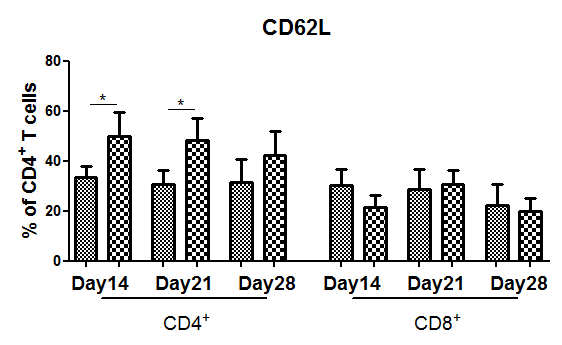 CD62L
% of CD4⁺ T cells
80
60
40
20
0
* *
Day14 Day21 Day28 Day14 Day21 Day28
CD4⁺ CD8⁺